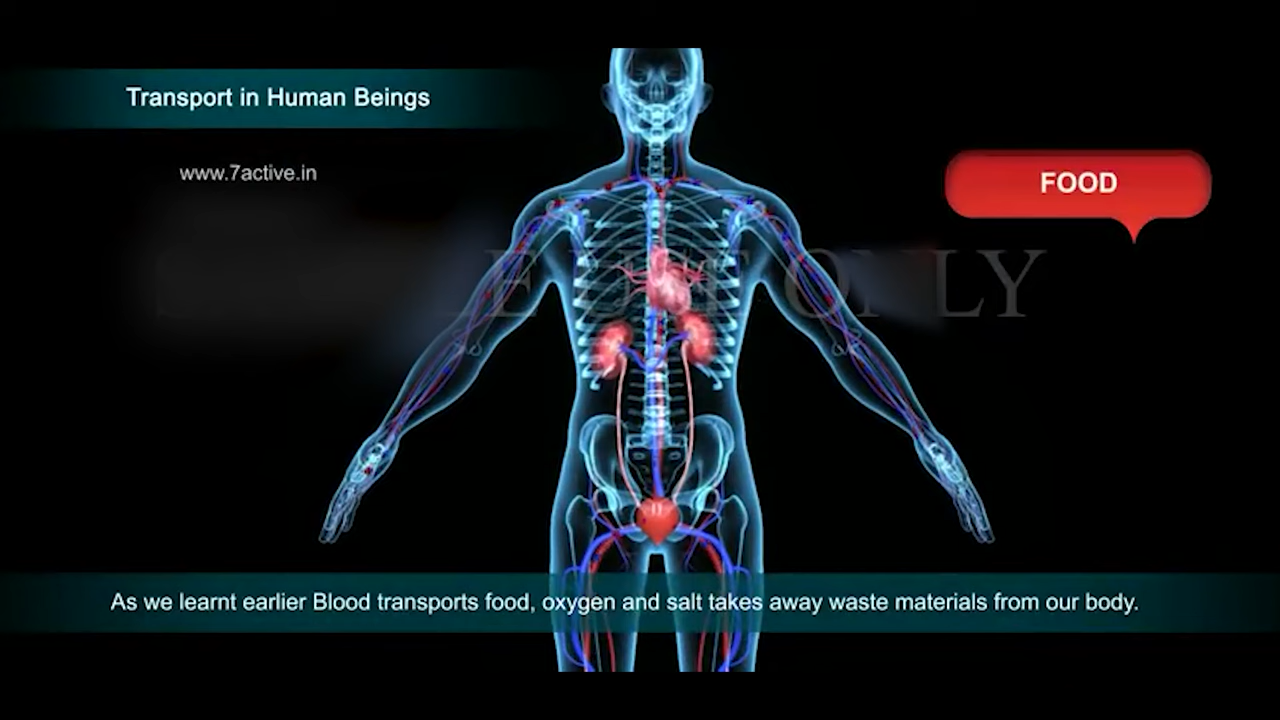 Transport in Human Beings
www.7active.in
FOOD
As we learnt earlier Blood transports food, oxygen and salt takes away waste materials from our body.